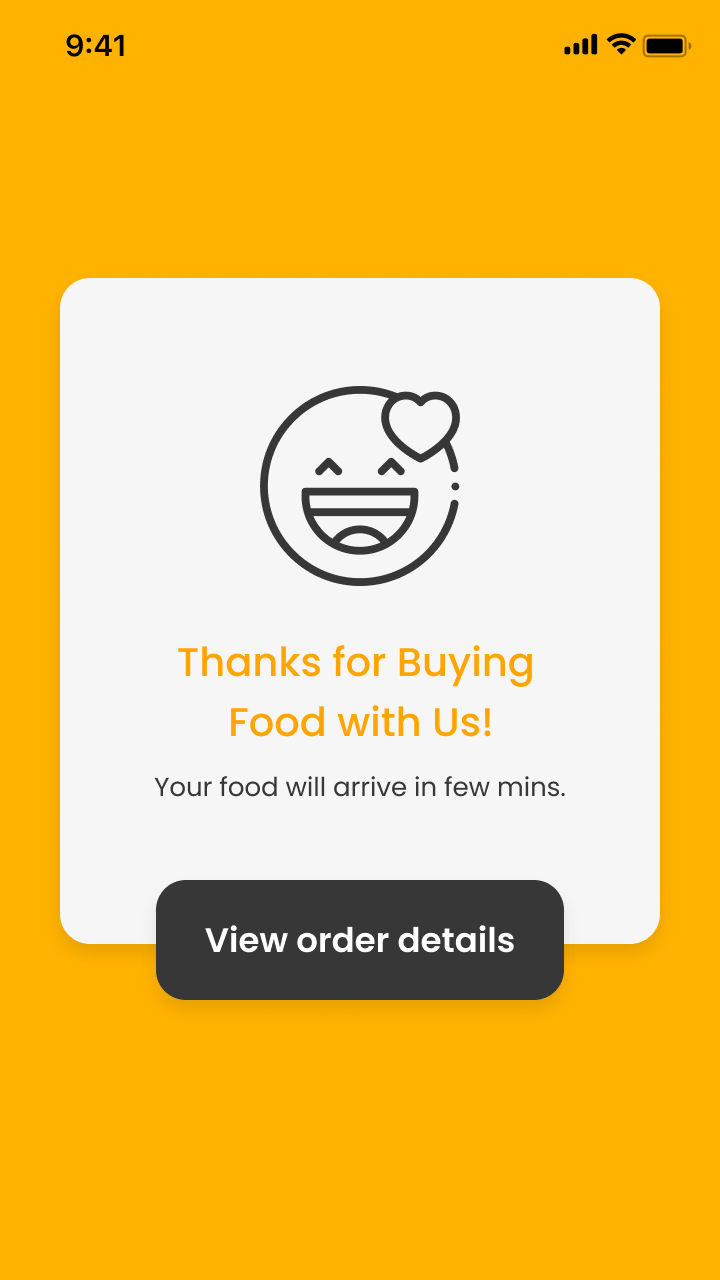 9:41
Thanks for Buying
Food with Us!
Your food will arrive in few mins.
View order details